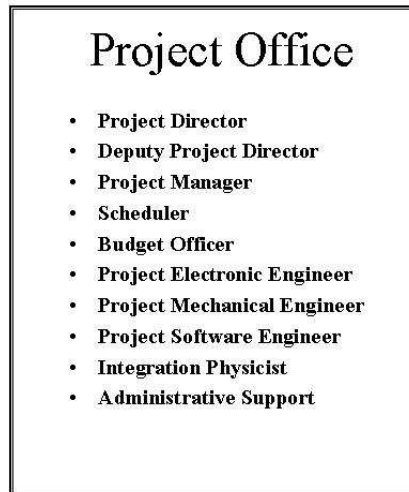 Project Office
• Project Director
• Deputy Project Director
• Project Manager
• Scheduler
• Budget Officer
• Project Electronic Engineer
• Project Mechanical Engineer
• Project Software Engineer
• Integration Physicist
• Administrative Support